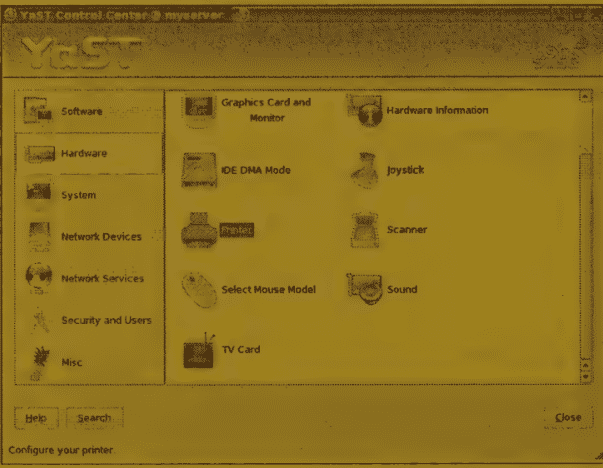 YaST Control Center @ myserver
YaST
Software
Hardware
System
Network Devices
Network Services
Security and Users
Misc
Graphics Card and
Monitor
Hardware Information
IDE DMA Mode
Joystick
Printer
Scanner
Select Mouse Model
Sound
TV Card
Help
Search
Close
Configure your printer.